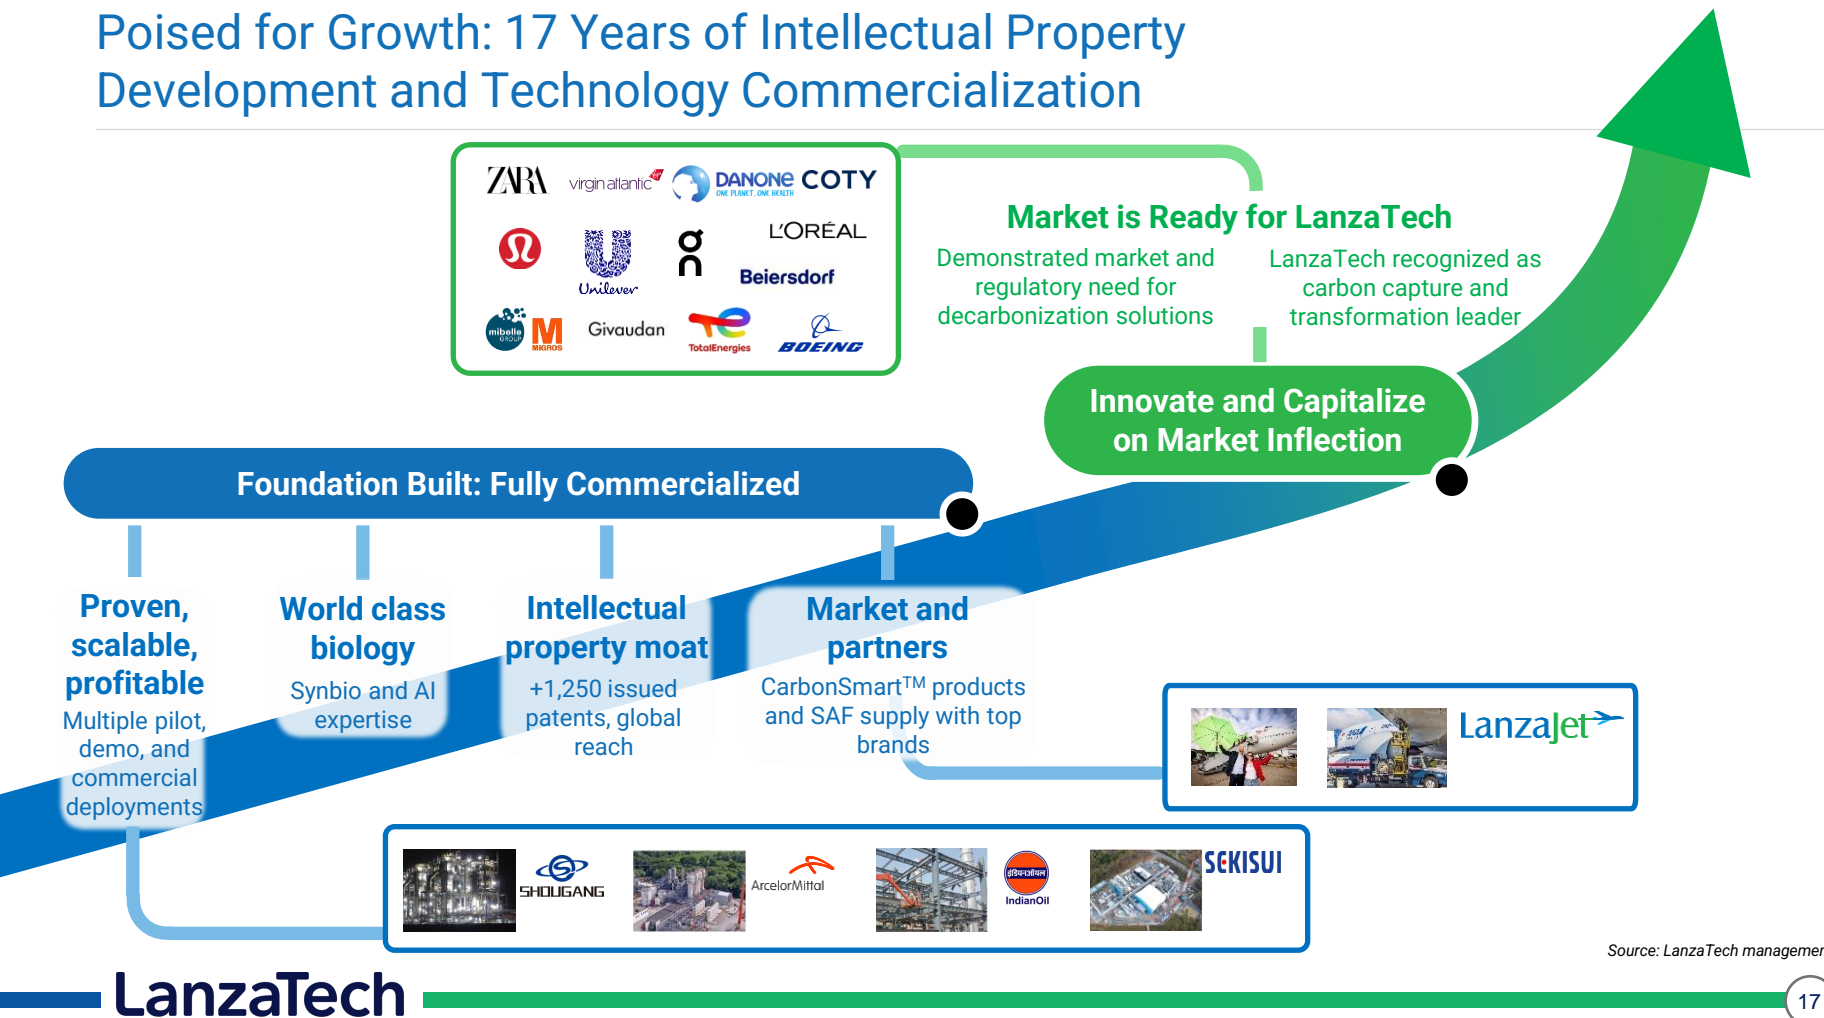 Poised for Growth: 17 Years of Intellectual Property
Development and Technology Commercialization
ZARA
virgin atlantic
DANONE
ONE PLANET. ONE HEALTH
COTY
Unilever
on
L'ORÉAL
Beiersdorf
mibelle
GROUP
M
MIGROS
Givaudan
TotalEnergies
BOEING
Market is Ready for LanzaTech
Demonstrated market and
regulatory need for
decarbonization solutions
LanzaTech recognized as
carbon capture and
transformation leader
Innovate and Capitalize
on Market Inflection
Foundation Built: Fully Commercialized
Proven,
scalable,
profitable
Multiple pilot,
demo, and
commercial
deployments
World class
biology
Synbio and AI
expertise
Intellectual
property moat
+1,250 issued
patents, global
reach
Market and
partners
CarbonSmart™ products
and SAF supply with top
brands
LanzaJet
SHOUGANG
ArcelorMittal
इंडियनऑयल
IndianOil
SEKISUI
Source: LanzaTech managemen
LanzaTech
17